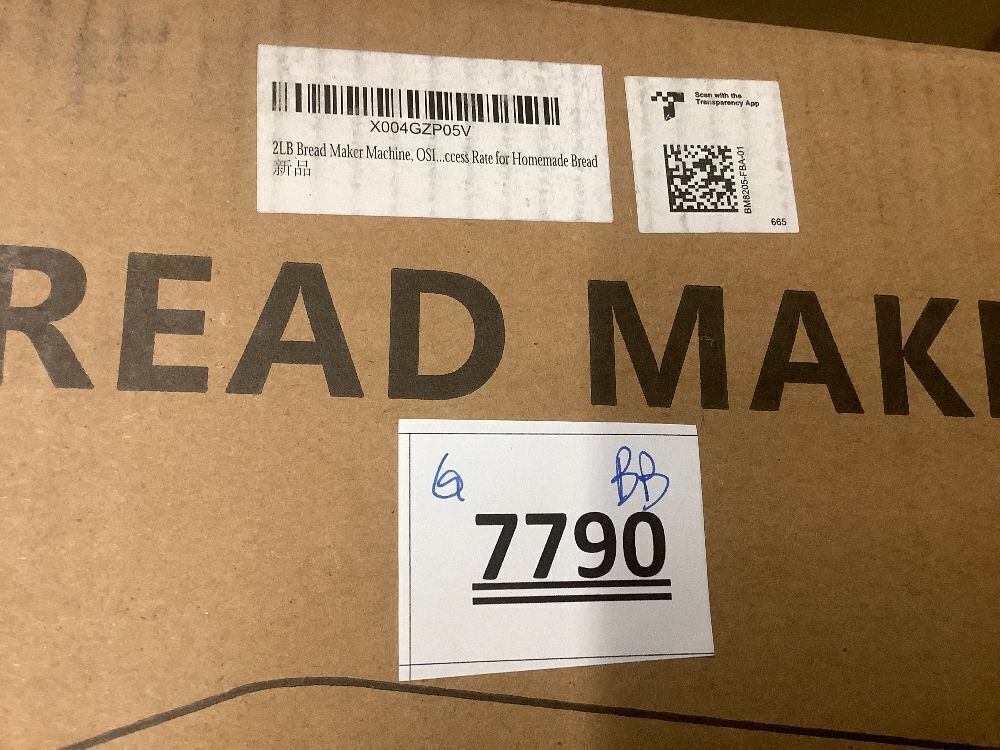 X004GZP05V
2LB Bread Maker Machine, OSI...ccess Rate for Homemade Bread
新品
Scan with the
Transparency App
BM8205-FBA-01
665
READ MAK
BB
7790